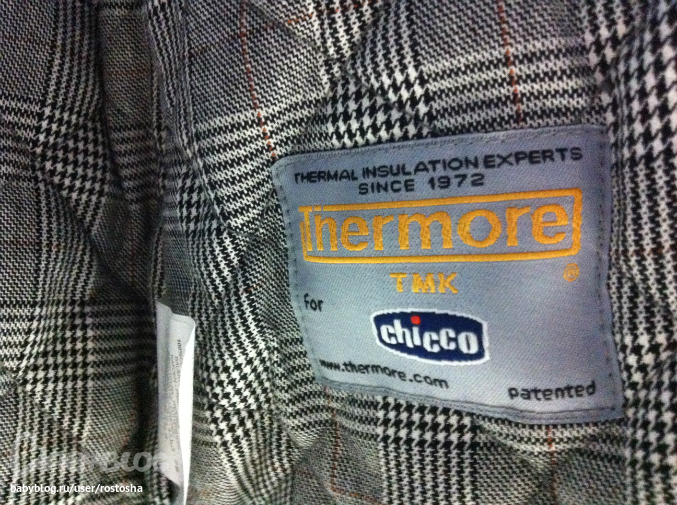 THERMAL INSULATION EXPERTS
SINCE 1972
Thermore
®
TMK
for
chicco
www.thermore.com
Patented
babyblog.ru/user/rostosha